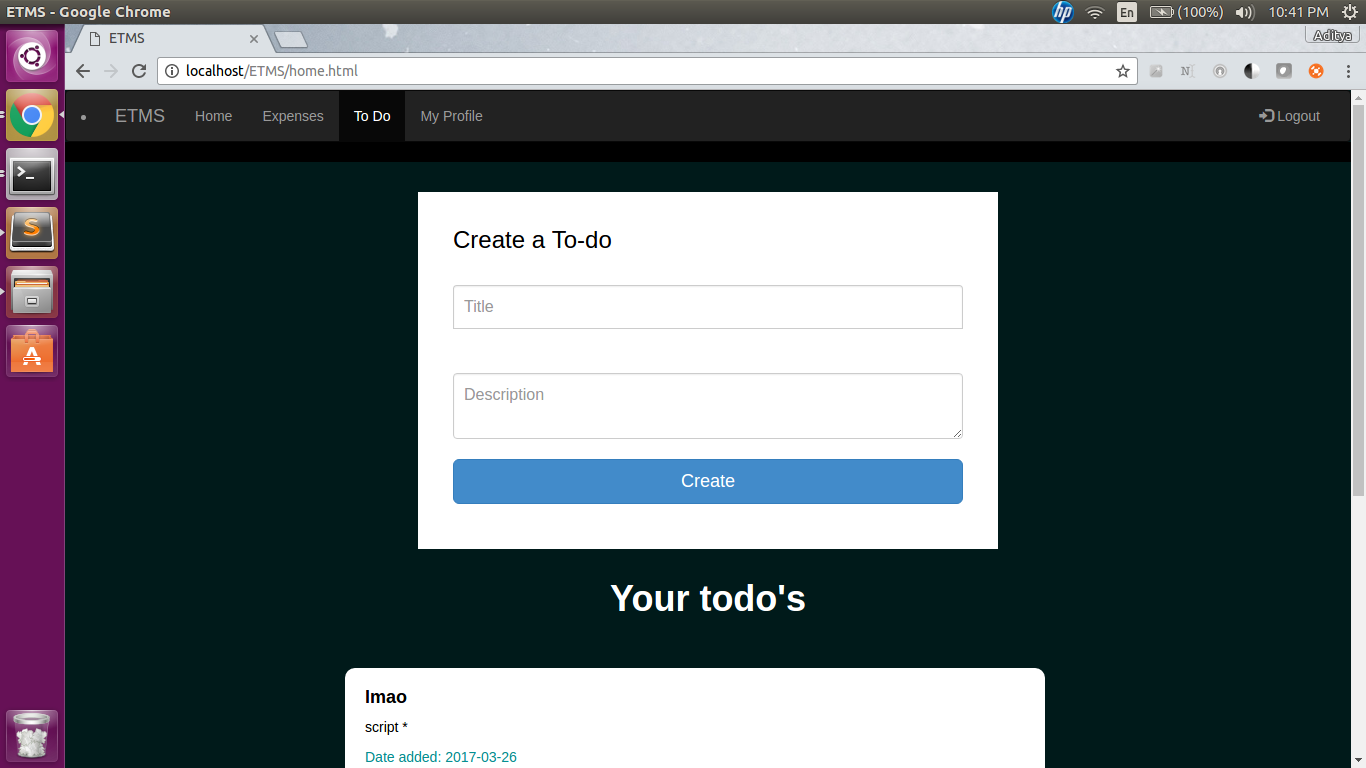 ETMS - Google Chrome
hp En (100%) 10:41 PM
ETMS Aditya
localhost/ETMS/home.html
ETMS Home Expenses To Do My Profile Logout
Create a To-do
Title
Description
Create
Your todo's
lmao
script *
Date added: 2017-03-26